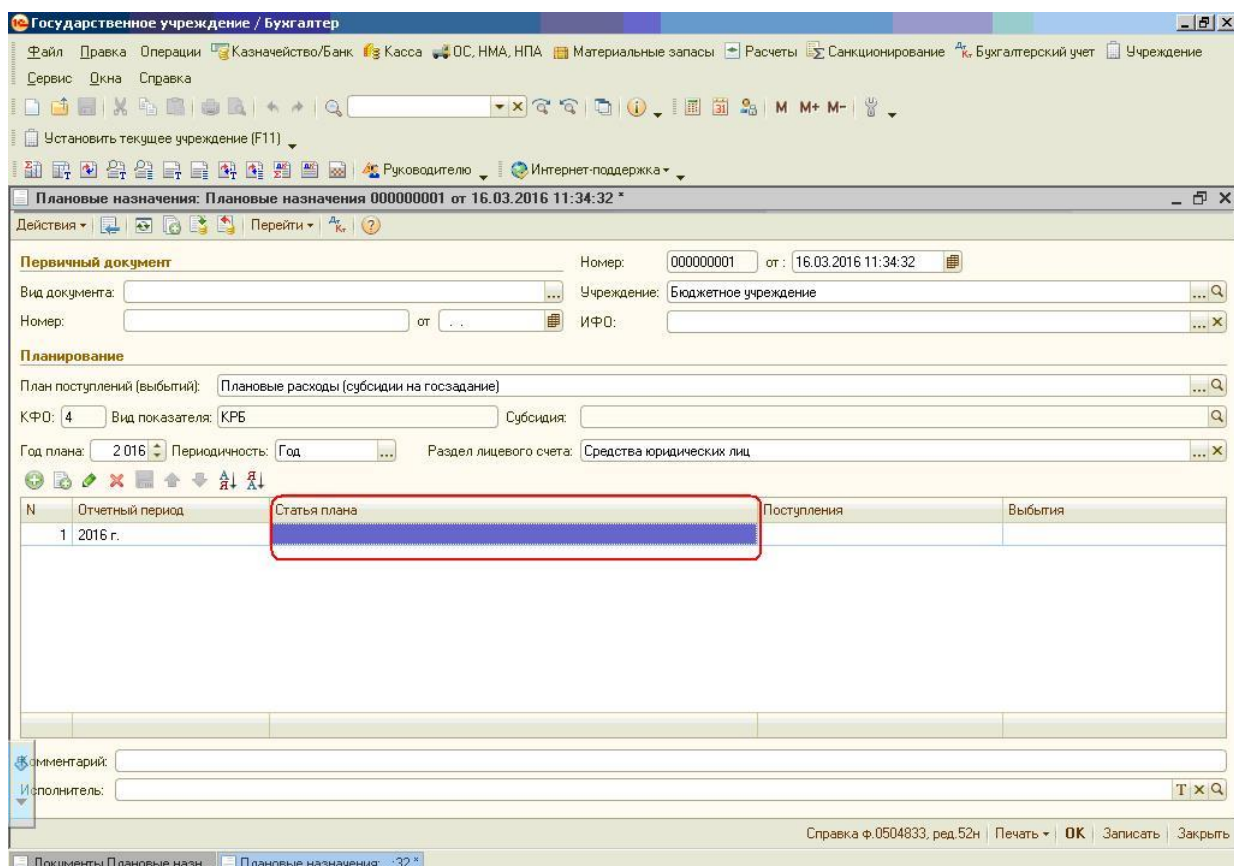 Государственное учреждение / Бухгалтер
Файл Правка Операции Казначейство/Банк Касса ОС, НМА, НПА Материальные запасы Расчеты Санкционирование Бухгалтерский учет Учреждение
Сервис Окна Справка
M M+ M-
Установить текущее учреждение (F11)
Руководителю Интернет-поддержка
Плановые назначения: Плановые назначения 000000001 от 16.03.2016 11:34:32 *
Действия Перейти
Первичный документ Номер: 000000001 от : 16.03.2016 11:34:32
Вид документа: ... Учреждение: Бюджетное учреждение ...
Номер: от . . ИФО: ...
Планирование
План поступлений (выбытий): Плановые расходы (субсидии на госзадание) ...
КФО: 4 Вид показателя: КРБ Субсидия:
Год плана: 2 016 Периодичность: Год ... Раздел лицевого счета: Средства юридических лиц ...
N Отчетный период Статья плана Поступления Выбытия
1 2016 г.
Комментарий:
Исполнитель: T
Справка ф.0504833, ред.52н Печать OK Записать Закрыть
Документы Плановые назн... Плановые назначения: ...:32 *